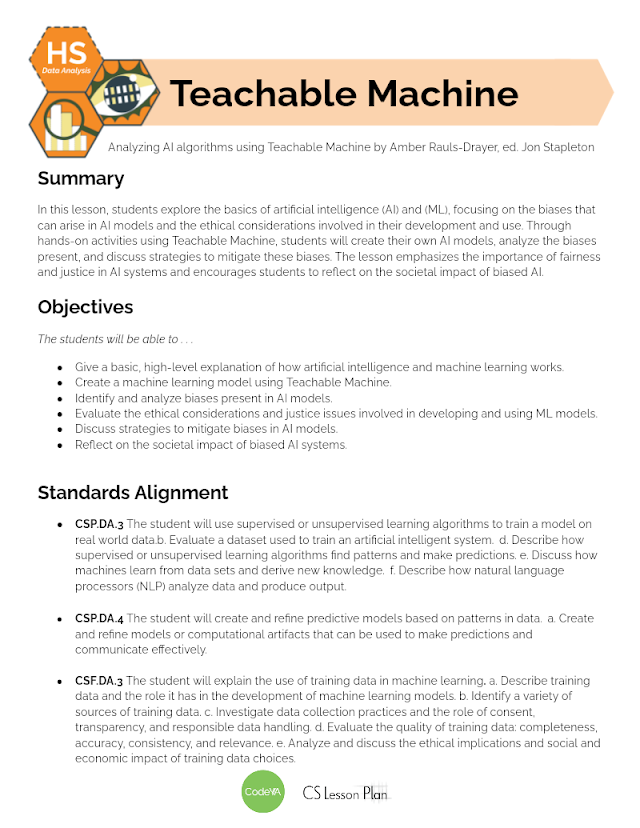 HS
Data Analysis
Teachable Machine
Analyzing AI algorithms using Teachable Machine by Amber Rauls-Drayer, ed. Jon Stapleton
Summary
In this lesson, students explore the basics of artificial intelligence (AI) and (ML), focusing on the biases that
can arise in AI models and the ethical considerations involved in their development and use. Through
hands-on activities using Teachable Machine, students will create their own AI models, analyze the biases
present, and discuss strategies to mitigate these biases. The lesson emphasizes the importance of fairness
and justice in AI systems and encourages students to reflect on the societal impact of biased AI.
Objectives
The students will be able to . . .
● Give a basic, high-level explanation of how artificial intelligence and machine learning works.
● Create a machine learning model using Teachable Machine.
● Identify and analyze biases present in AI models.
● Evaluate the ethical considerations and justice issues involved in developing and using ML models.
● Discuss strategies to mitigate biases in AI models.
● Reflect on the societal impact of biased AI systems.
Standards Alignment
● CSP.DA.3 The student will use supervised or unsupervised learning algorithms to train a model on
real world data.b. Evaluate a dataset used to train an artificial intelligent system. d. Describe how
supervised or unsupervised learning algorithms find patterns and make predictions. e. Discuss how
machines learn from data sets and derive new knowledge. f. Describe how natural language
processors (NLP) analyze data and produce output.
● CSP.DA.4 The student will create and refine predictive models based on patterns in data. a. Create
and refine models or computational artifacts that can be used to make predictions and
communicate effectively.
● CSF.DA.3 The student will explain the use of training data in machine learning. a. Describe training
data and the role it has in the development of machine learning models. b. Identify a variety of
sources of training data. c. Investigate data collection practices and the role of consent,
transparency, and responsible data handling. d. Evaluate the quality of training data: completeness,
accuracy, consistency, and relevance. e. Analyze and discuss the ethical implications and social and
economic impact of training data choices.
CodeVA
CS Lesson Plan